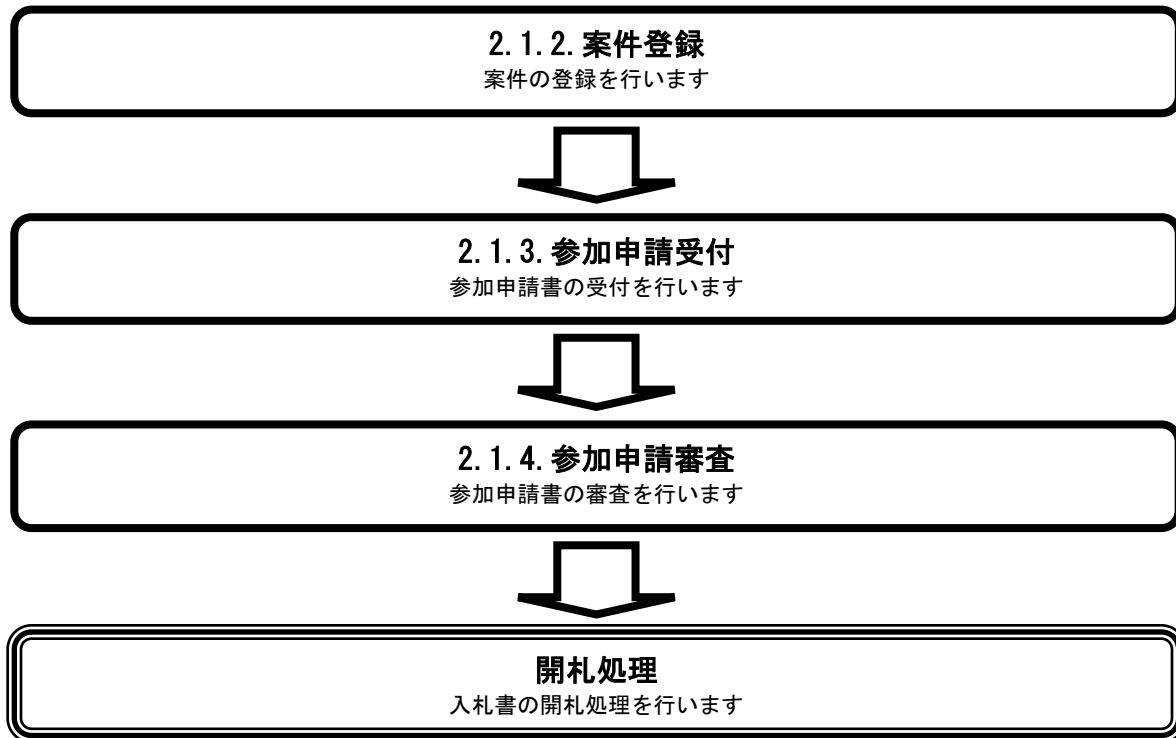 2.1.2.案件登録
案件の登録を行います
2.1.3.参加申請受付
参加申請書の受付を行います
2.1.4.参加申請審査
参加申請書の審査を行います
開札処理
入札書の開札処理を行います